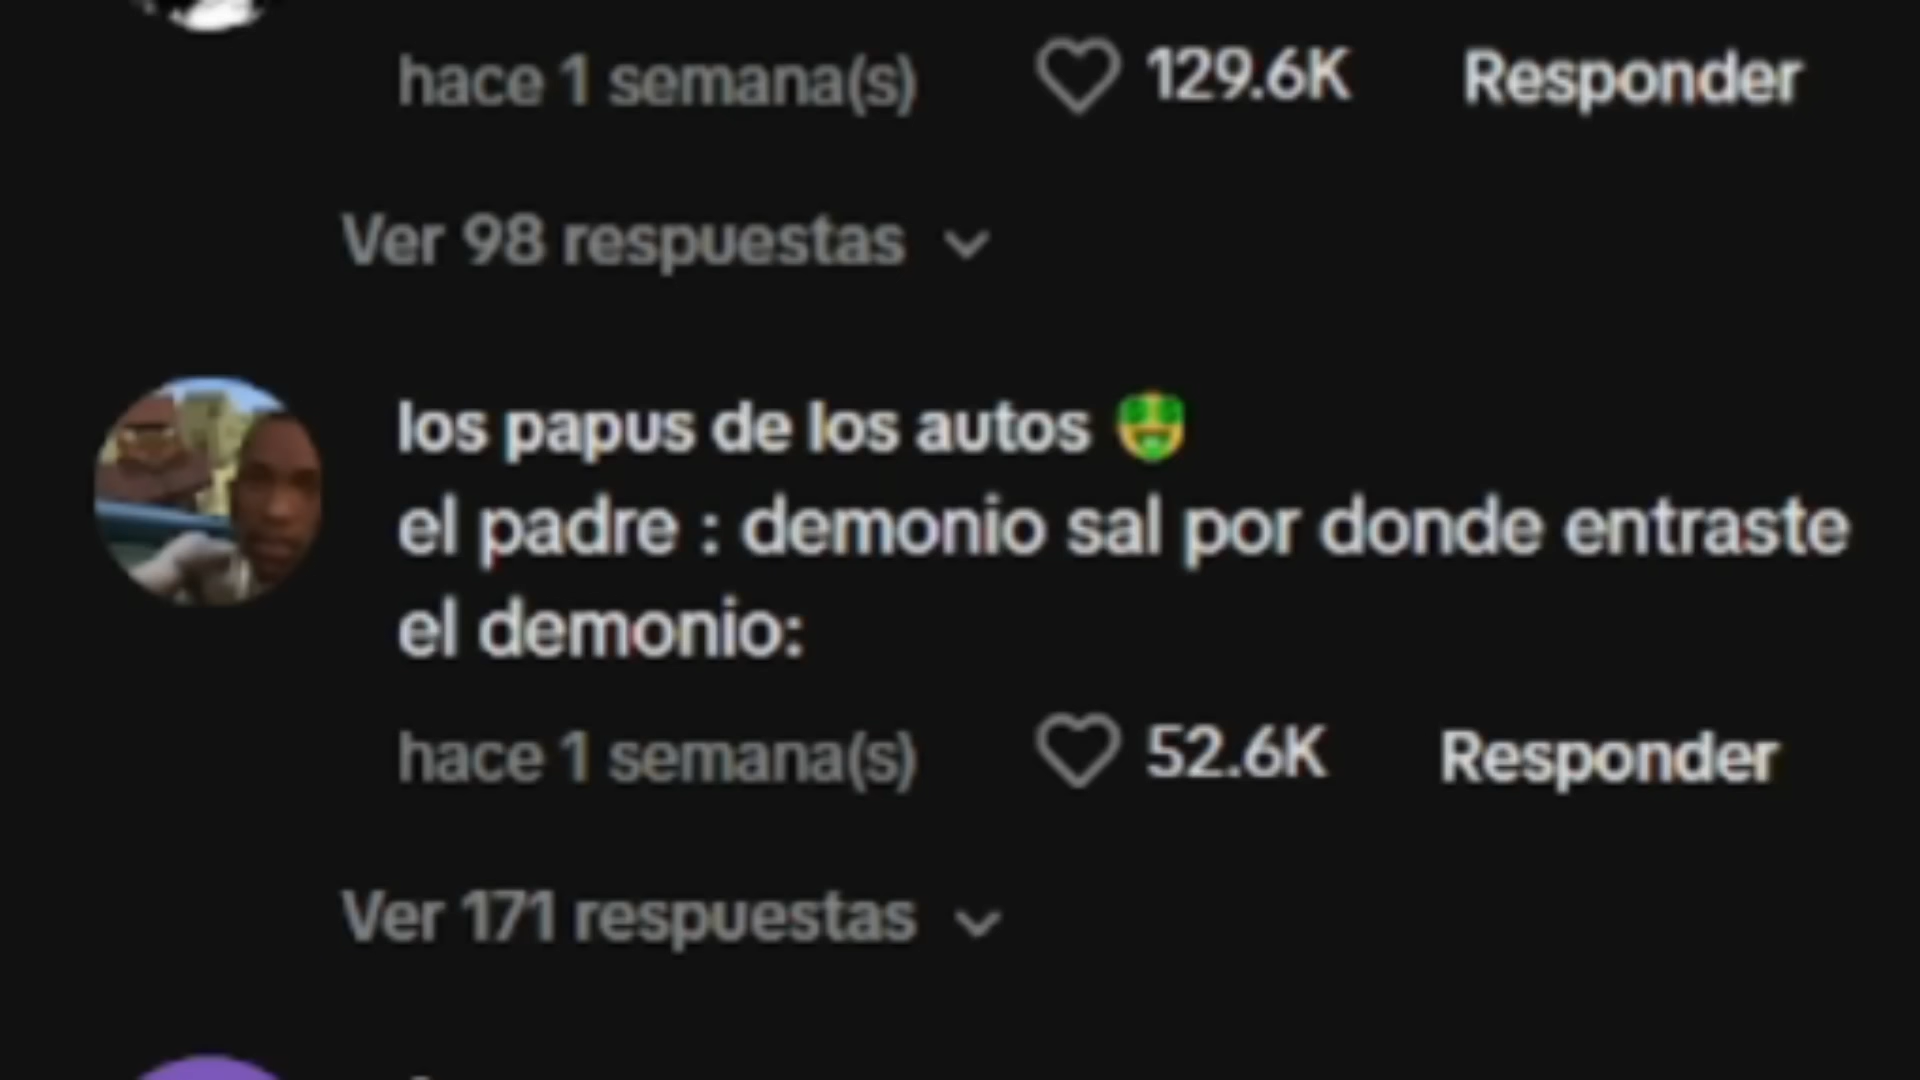 hace 1 semana(s) 129.6K Responder
Ver 98 respuestas
los papus de los autos 🤑
el padre : demonio sal por donde entraste
el demonio:
hace 1 semana(s) 52.6K Responder
Ver 171 respuestas